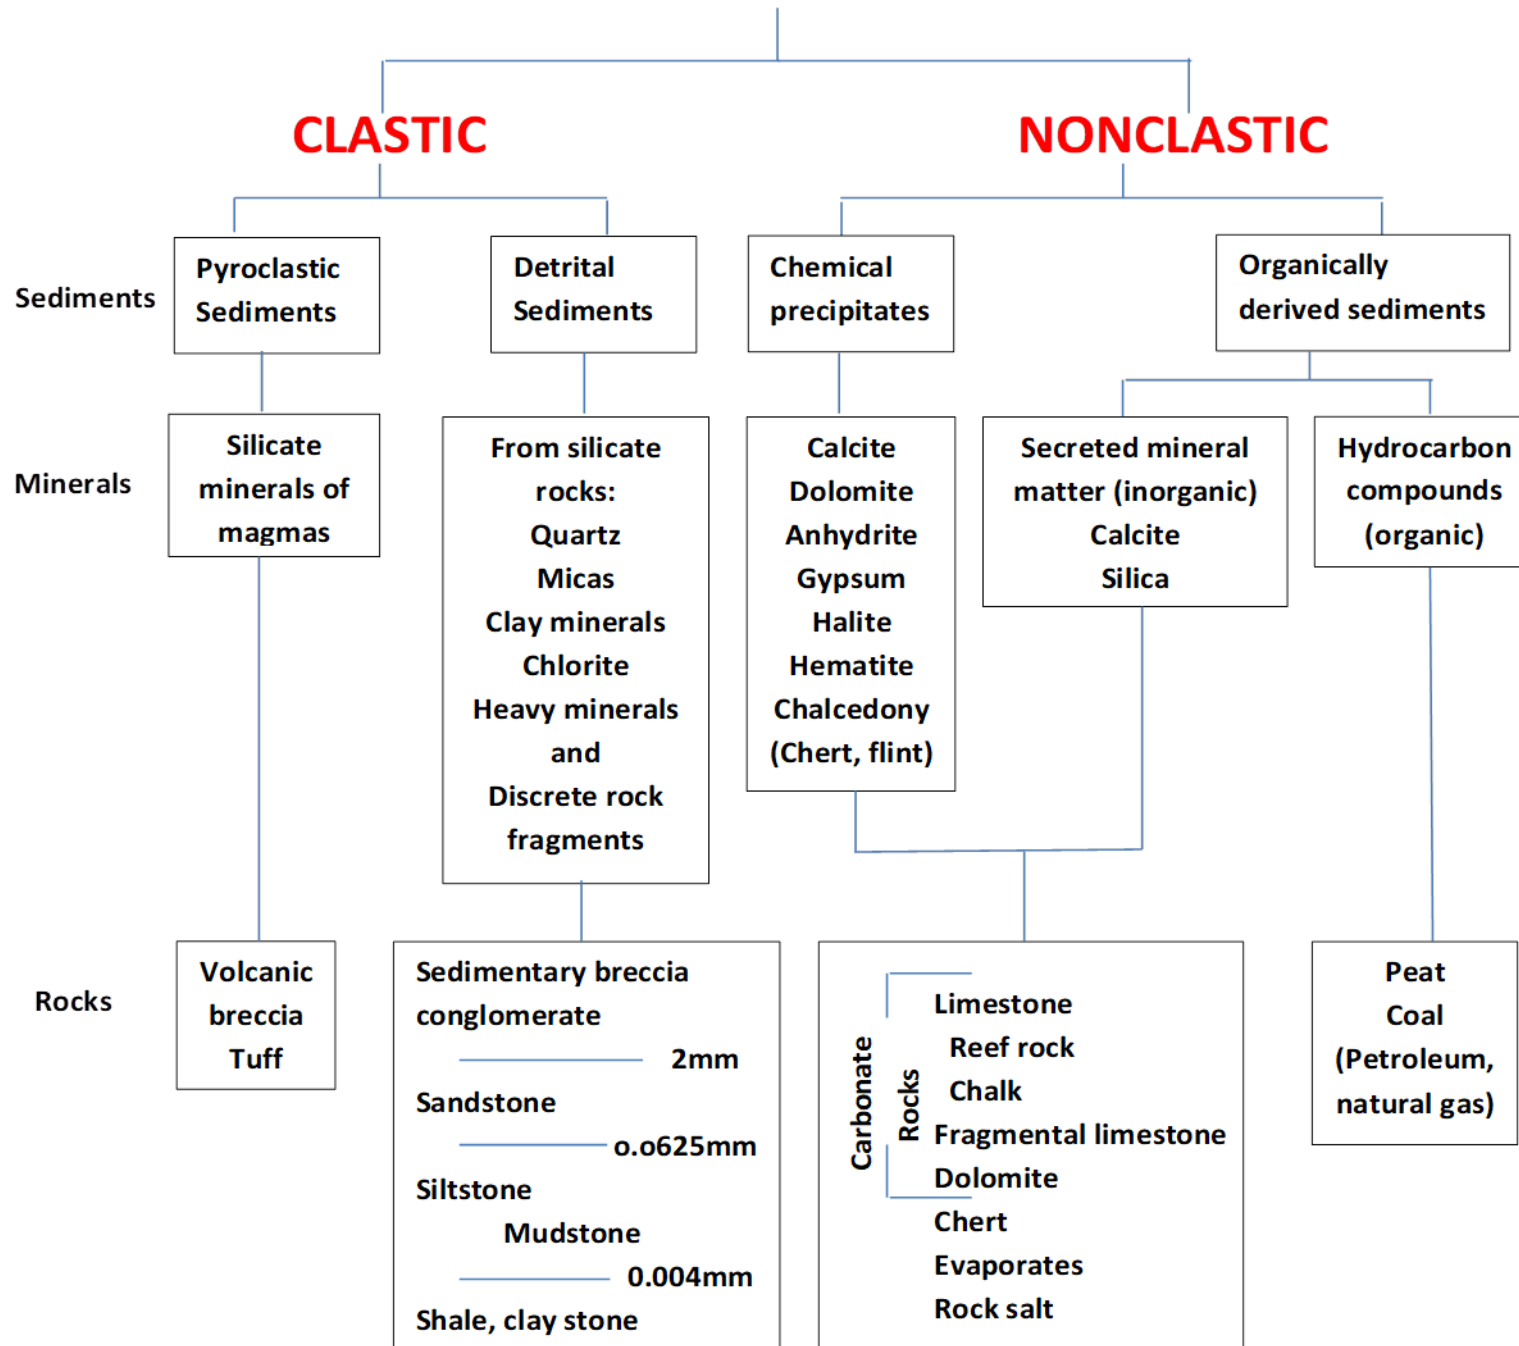 CLASTIC
NONCLASTIC
Sediments
Pyroclastic
Sediments
Detrital
Sediments
Chemical
precipitates
Organically
derived sediments
Minerals
Silicate
minerals of
magmas
From silicate
rocks:
Quartz
Micas
Clay minerals
Chlorite
Heavy minerals
and
Discrete rock
fragments
Calcite
Dolomite
Anhydrite
Gypsum
Halite
Hematite
Chalcedony
(Chert, flint)
Secreted mineral
matter (inorganic)
Calcite
Silica
Hydrocarbon
compounds
(organic)
Rocks
Volcanic
breccia
Tuff
Sedimentary breccia
conglomerate
2mm
Sandstone
o.o625mm
Siltstone
Mudstone
0.004mm
Shale, clay stone
Carbonate
Rocks
Limestone
Reef rock
Chalk
Fragmental limestone
Dolomite
Chert
Evaporates
Rock salt
Peat
Coal
(Petroleum,
natural gas)